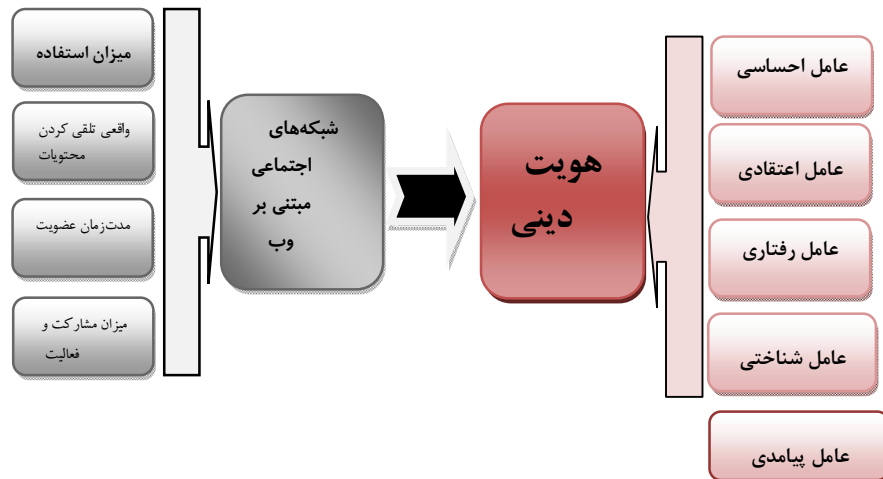 میزان استفاده
واقعی تلقی کردن
محتویات
مدت‌زمان عضویت
میزان مشارکت و
فعالیت
شبکه‌های
اجتماعی
مبتنی بر
وب
هویت
دینی
عامل احساسی
عامل اعتقادی
عامل رفتاری
عامل شناختی
عامل پیامدی